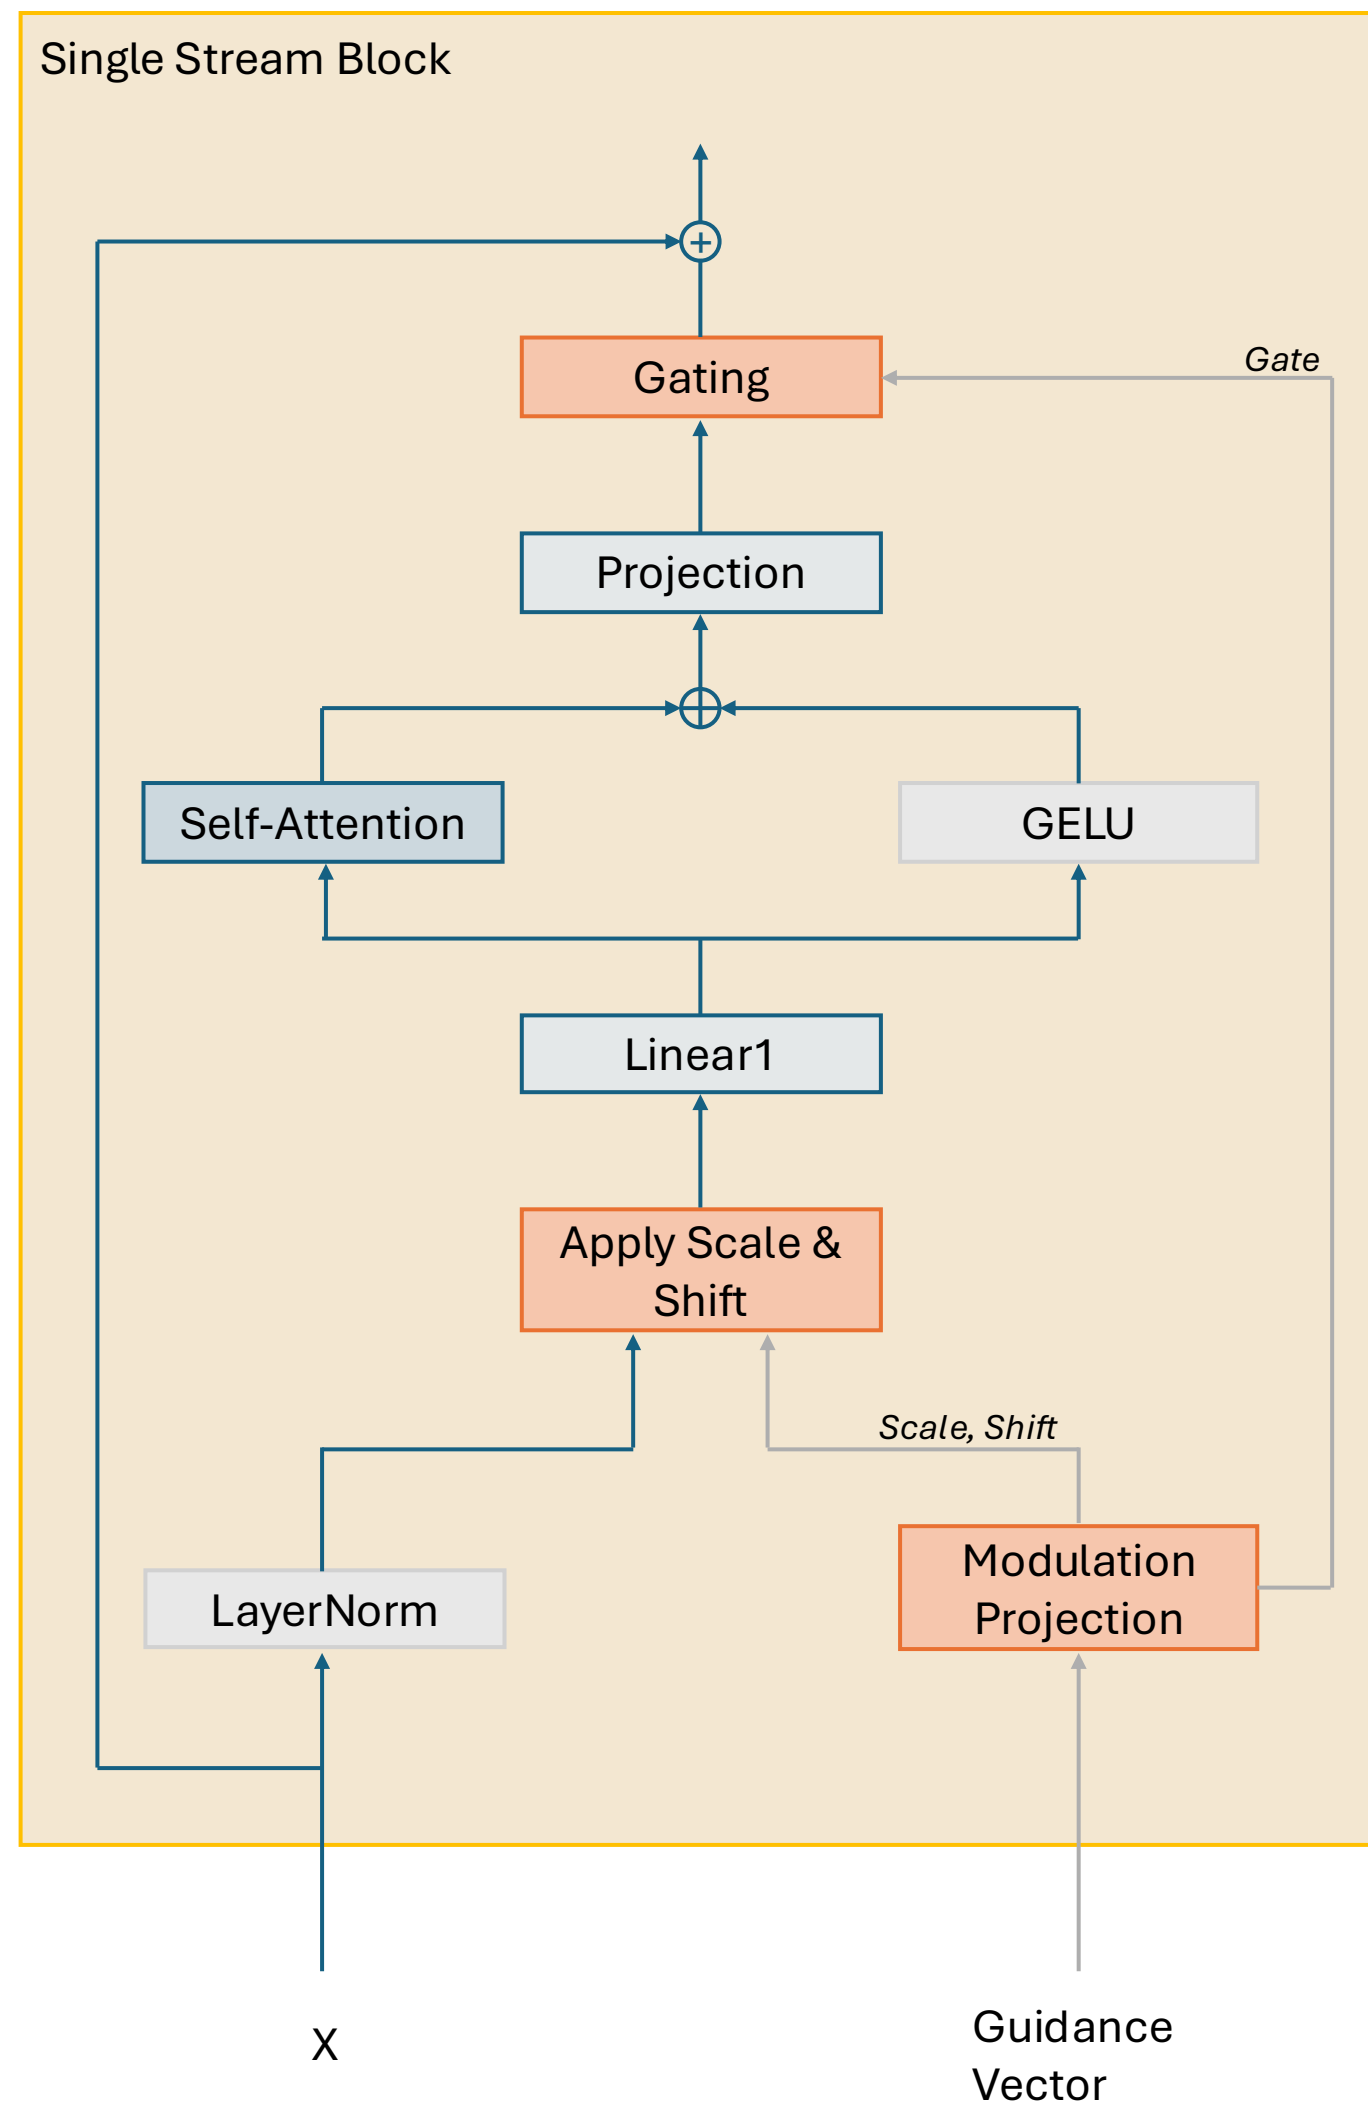 Single Stream Block
+
Gating
Gate
Projection
Self-Attention
GELU
Linear1
Apply Scale &
Shift
Scale, Shift
Modulation
Projection
LayerNorm
X
Guidance
Vector